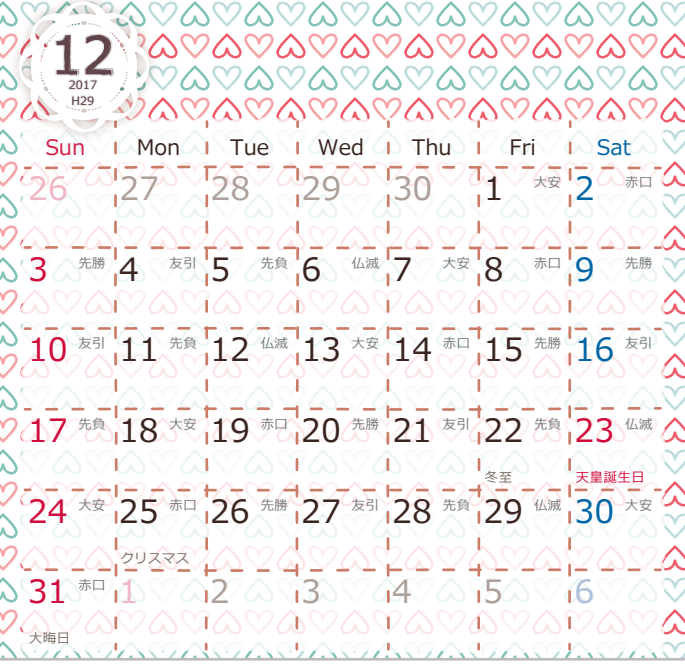 12
2017
H29
Sun Mon Tue Wed Thu Fri Sat
26 27 28 29 30 1 大安 2 赤口
3 先勝 4 友引 5 先負 6 仏滅 7 大安 8 赤口 9 先勝
10 友引 11 先負 12 仏滅 13 大安 14 赤口 15 先勝 16 友引
17 先負 18 大安 19 赤口 20 先勝 21 友引 22 先負 23 仏滅
冬至 天皇誕生日
24 大安 25 赤口 26 先勝 27 友引 28 先負 29 仏滅 30 大安
クリスマス
31 赤口 1 2 3 4 5 6
大晦日